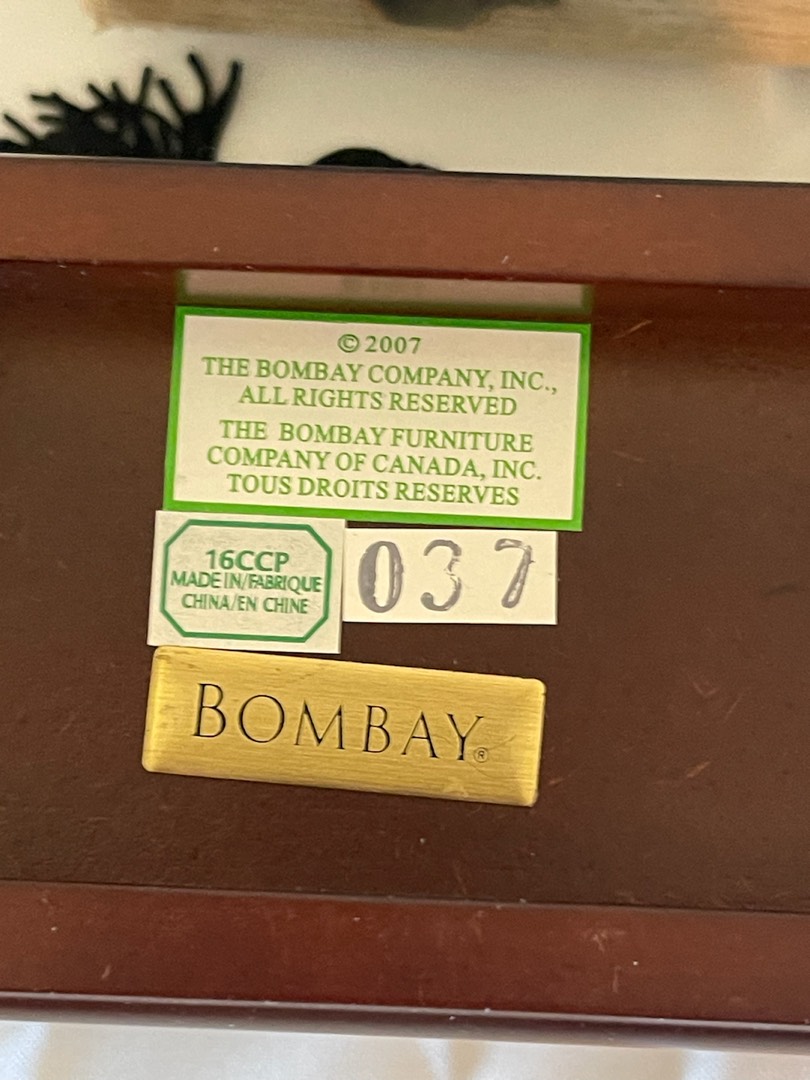 © 2007
THE BOMBAY COMPANY, INC.,
ALL RIGHTS RESERVED
THE BOMBAY FURNITURE
COMPANY OF CANADA, INC.
TOUS DROITS RESERVES
16CCP
MADE IN/FABRIQUE
CHINA/EN CHINE
037
BOMBAY®